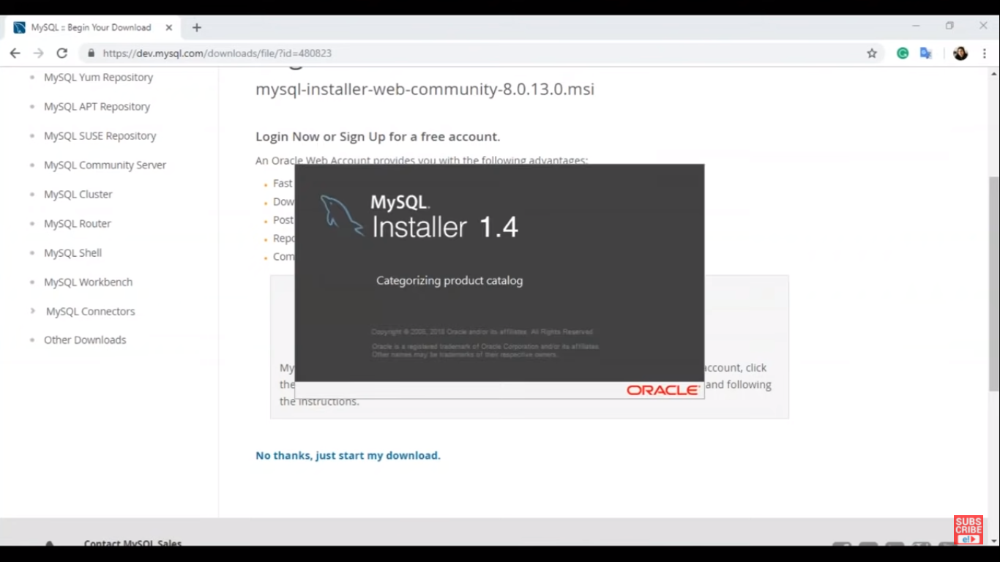 MySQL :: Begin Your Download
https://dev.mysql.com/downloads/file/?id=480823
MySQL Yum Repository
MySQL APT Repository
MySQL SUSE Repository
MySQL Community Server
MySQL Cluster
MySQL Router
MySQL Shell
MySQL Workbench
MySQL Connectors
Other Downloads
mysql-installer-web-community-8.0.13.0.msi
Login Now or Sign Up for a free account.
An Oracle Web Account provides you with the following advantages:
Fast
Dow
Post
Repo
Com
MySQL.
Installer 1.4
Categorizing product catalog
Copyright © 2008, 2018 Oracle and/or its affiliates. All Rights Reserved.
Oracle is a registered trademark of Oracle Corporation and/or its affiliates.
Other names may be trademarks of their respective owners.
ORACLE
My account, click
the and following
the instructions.
No thanks, just start my download.
Contact MySQL Sales
SUBS
CRIBE
e!